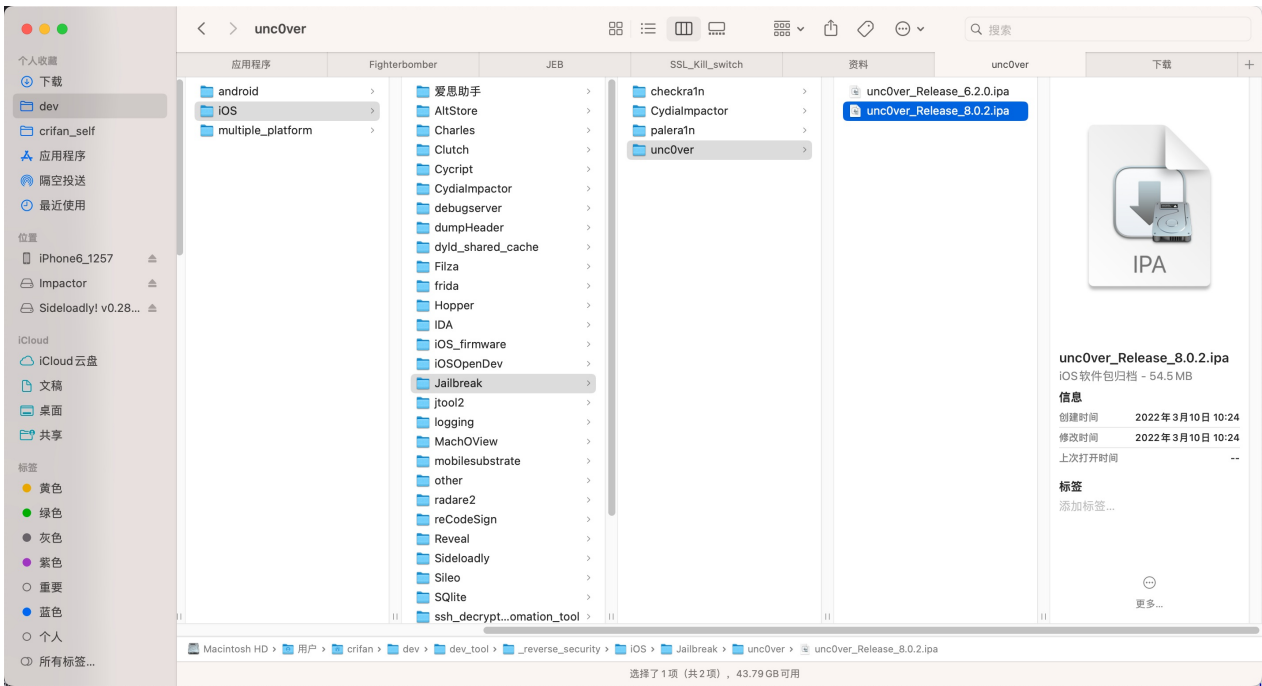 unc0ver
搜索
应用程序
Fighterbomber
JEB
SSL_Kill_switch
资料
unc0ver
下载
个人收藏
下载
dev
crifan_self
应用程序
隔空投送
最近使用
位置
iPhone6_1257
Impactor
Sideloadly! v0.28...
iCloud
iCloud云盘
文稿
桌面
共享
标签
黄色
绿色
灰色
紫色
重要
蓝色
个人
所有标签...
android
iOS
multiple_platform
爱思助手
AltStore
Charles
Clutch
Cycript
CydiaImpactor
debugserver
dumpHeader
dyld_shared_cache
Filza
frida
Hopper
IDA
iOS_firmware
iOSOpenDev
Jailbreak
jtool2
logging
MachOView
mobilesubstrate
other
radare2
reCodeSign
Reveal
Sideloadly
Sileo
SQlite
ssh_decrypt...omation_tool
checkra1n
CydiaImpactor
palera1n
unc0ver
unc0ver_Release_6.2.0.ipa
unc0ver_Release_8.0.2.ipa
IPA
unc0ver_Release_8.0.2.ipa
iOS软件包归档 - 54.5 MB
信息
创建时间 2022年3月10日 10:24
修改时间 2022年3月10日 10:24
上次打开时间 --
标签
添加标签...
更多...
Macintosh HD › 用户 › crifan › dev › dev_tool › _reverse_security › iOS › Jailbreak › unc0ver › unc0ver_Release_8.0.2.ipa
选择了1项（共2项），43.79 GB可用